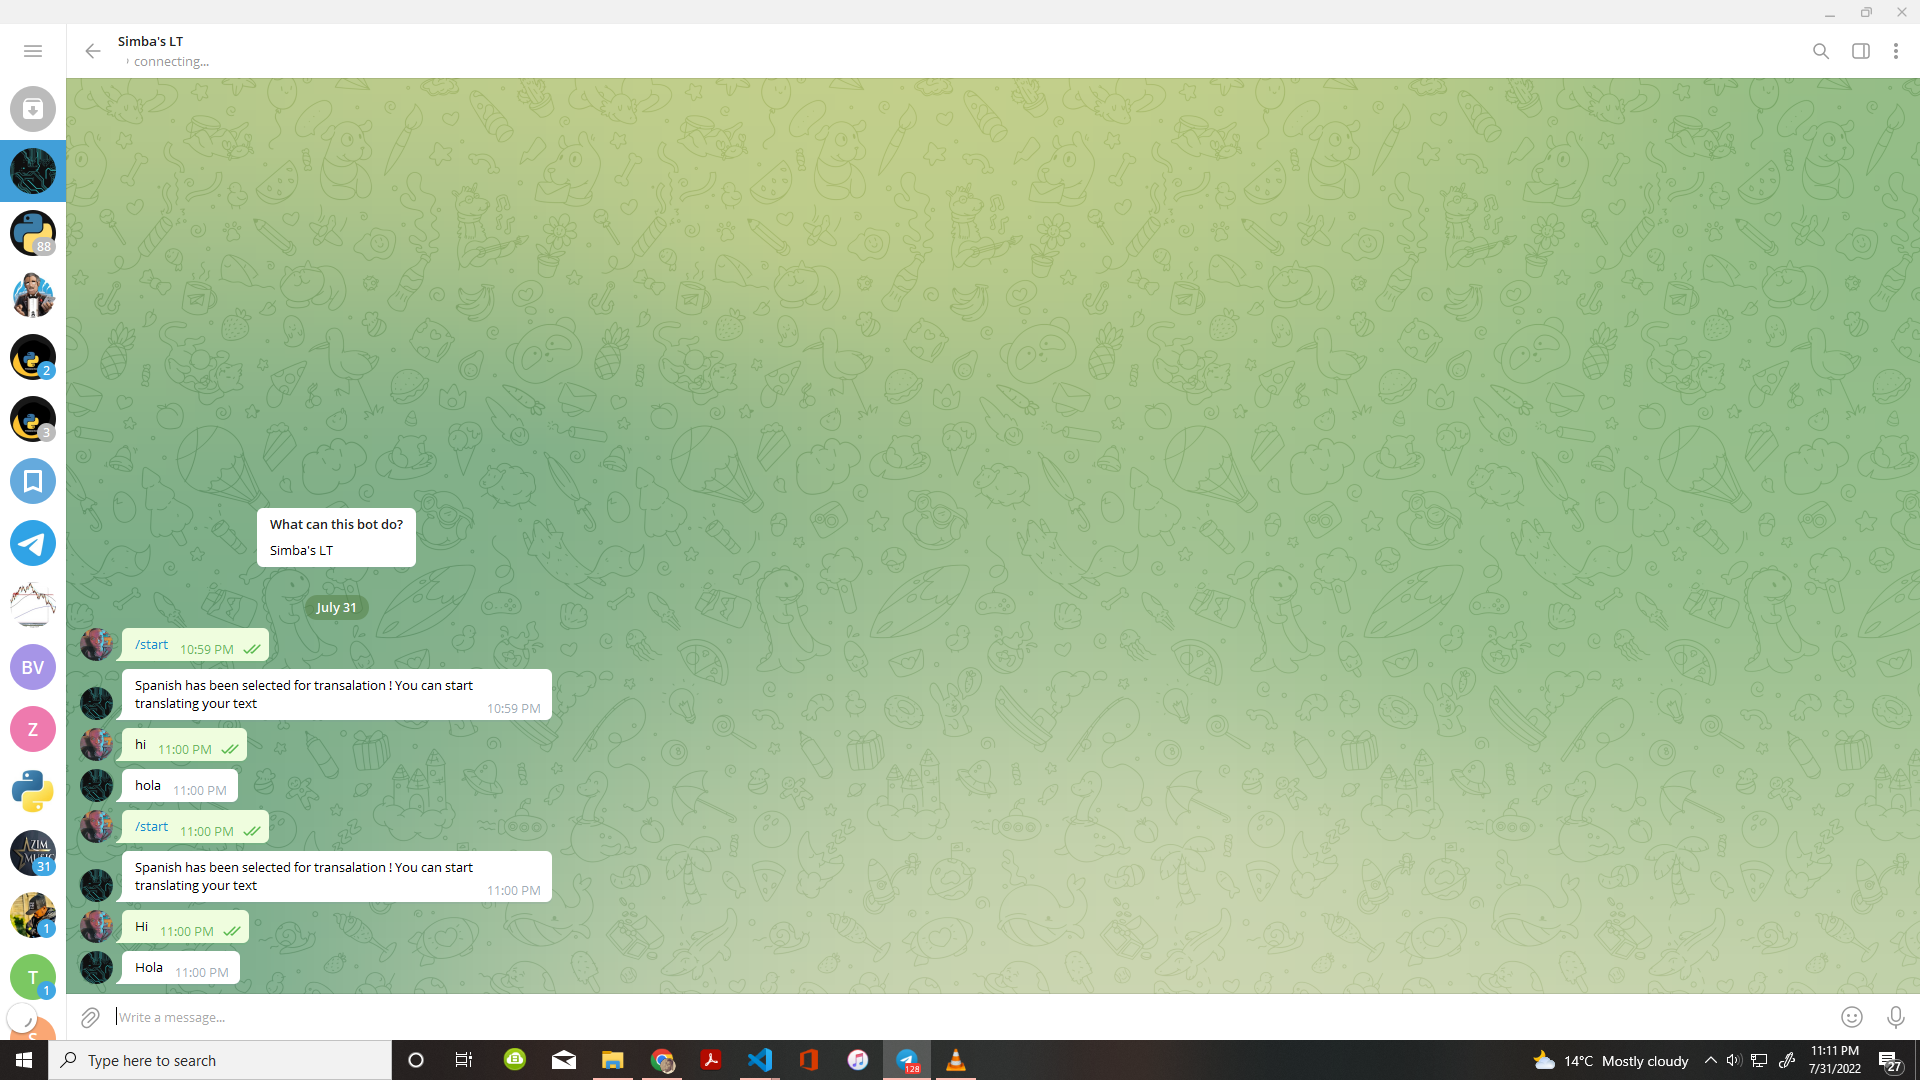 Simba's LT
connecting...
88
2
3
BV
Z
ZIM
31
1
T
1
What can this bot do?
Simba's LT
July 31
/start 10:59 PM
Spanish has been selected for transalation ! You can start
translating your text
10:59 PM
hi 11:00 PM
hola 11:00 PM
/start 11:00 PM
Spanish has been selected for transalation ! You can start
translating your text
11:00 PM
Hi 11:00 PM
Hola 11:00 PM
Write a message...
Type here to search
128
14°C Mostly cloudy
11:11 PM
7/31/2022
27